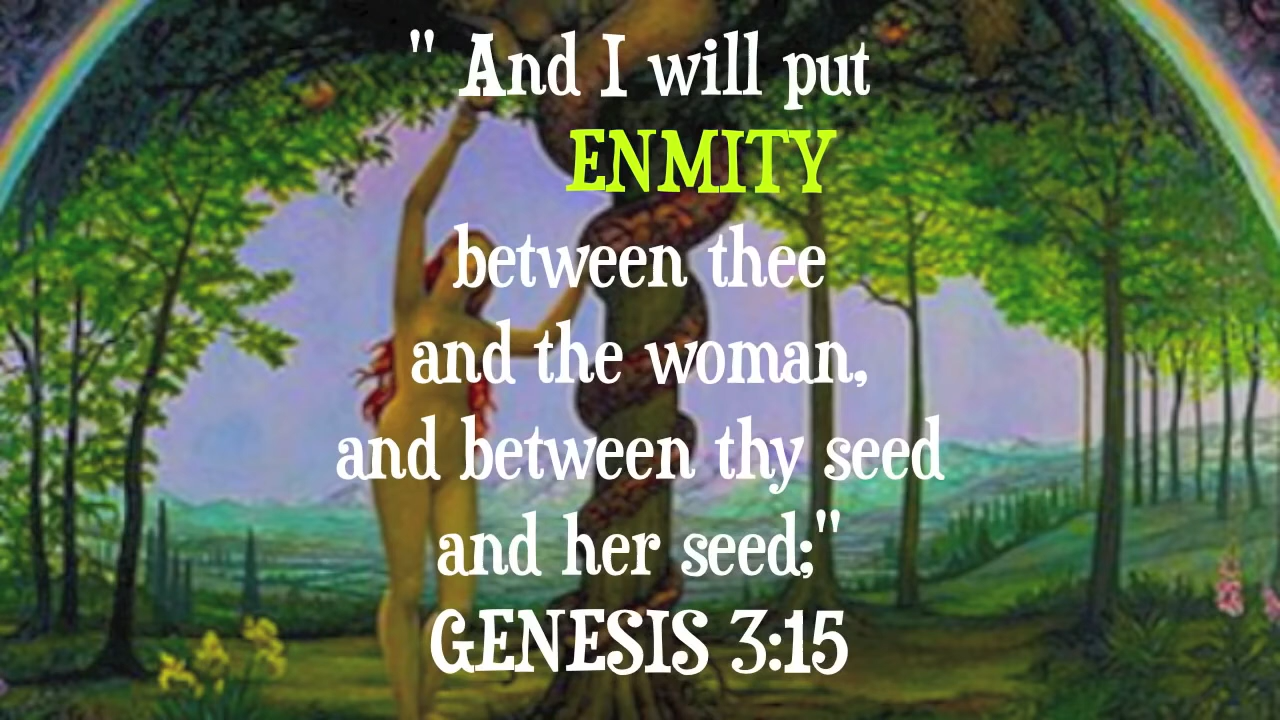 " And I will put
ENMITY
between thee
and the woman,
and between thy seed
and her seed;"
GENESIS 3:15